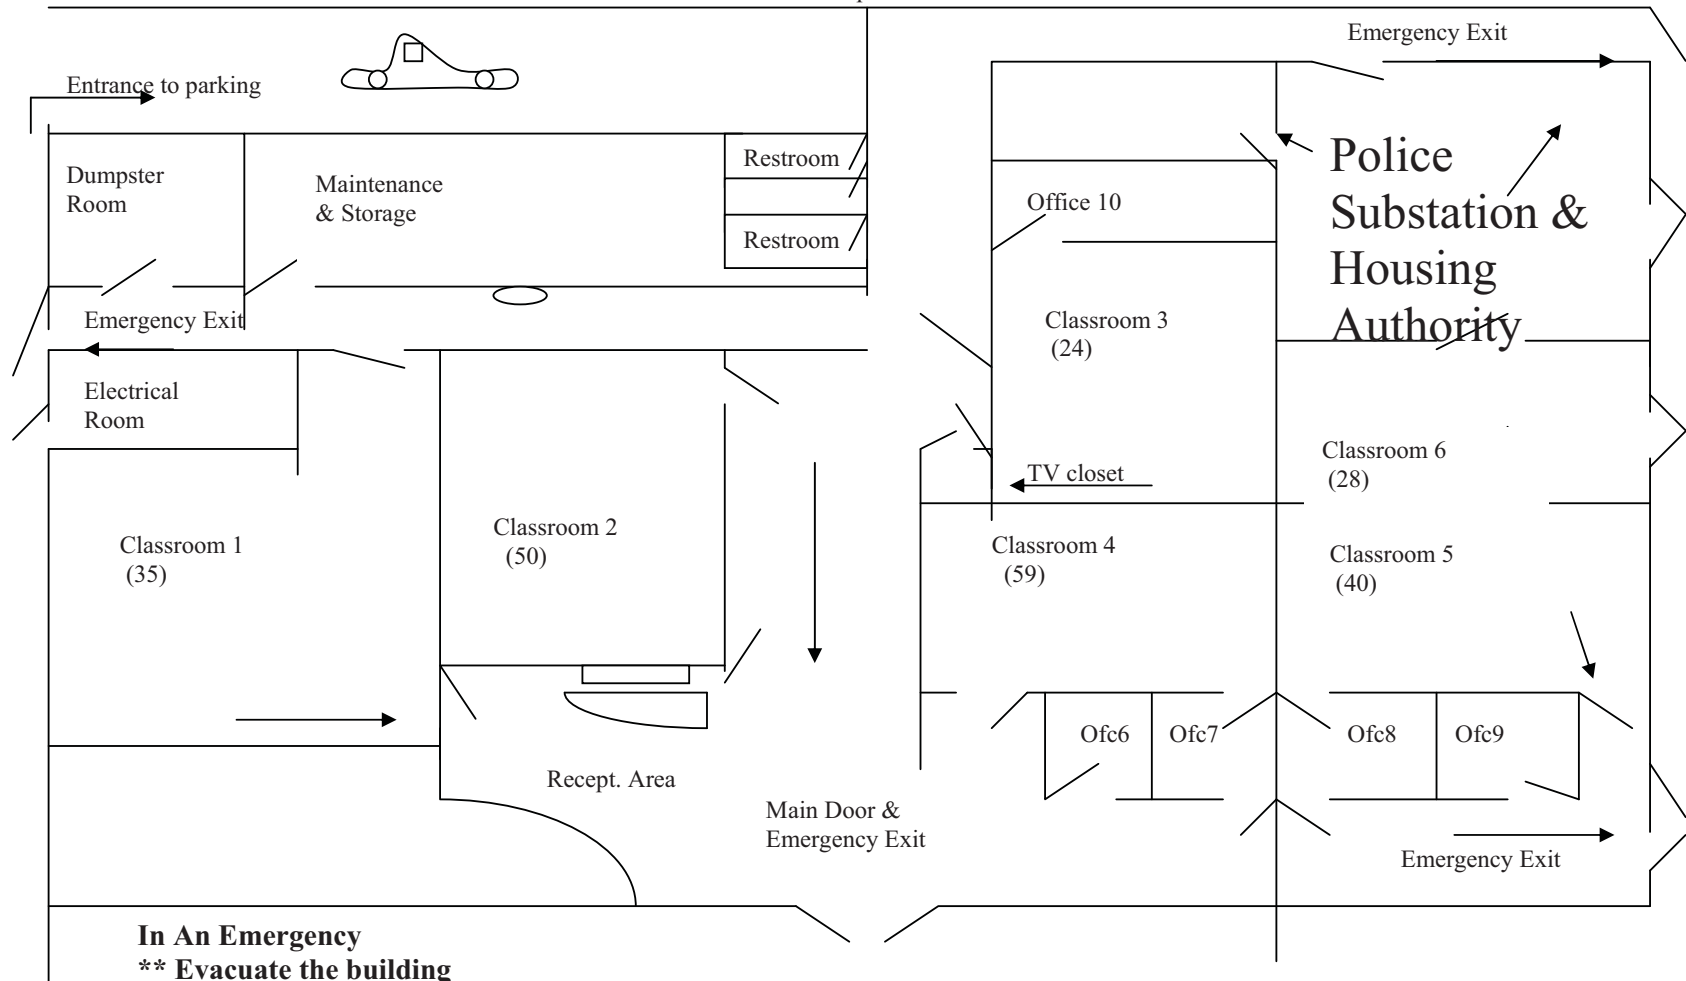 Emergency Exit
Entrance to parking
Police
Substation &
Housing
Authority
Dumpster
Room
Maintenance
& Storage
Restroom
Restroom
Office 10
Emergency Exit
Classroom 3
(24)
Electrical
Room
Classroom 6
(28)
TV closet
Classroom 1
(35)
Classroom 2
(50)
Classroom 4
(59)
Classroom 5
(40)
Ofc6
Ofc7
Ofc8
Ofc9
Recept. Area
Main Door &
Emergency Exit
Emergency Exit
In An Emergency
** Evacuate the building